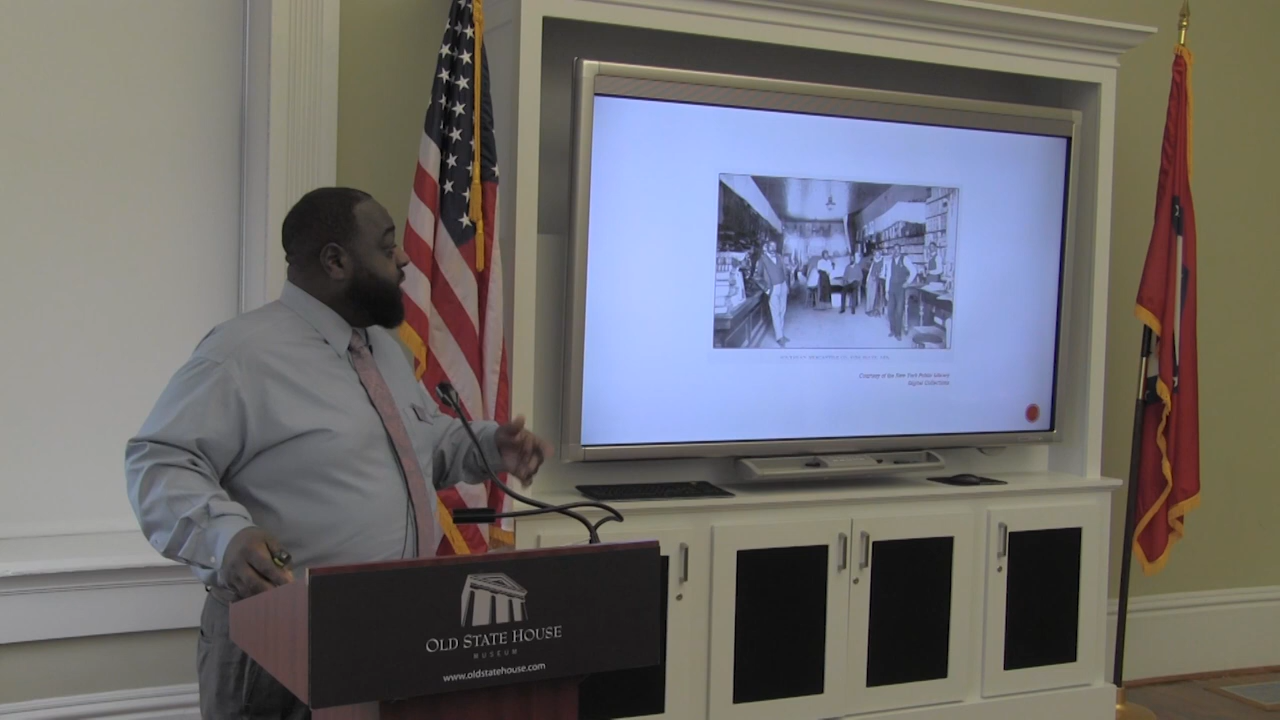 Courtesy of the New York Public Library
Digital Collections
OLD STATE HOUSE
MUSEUM
www.oldstatehouse.com